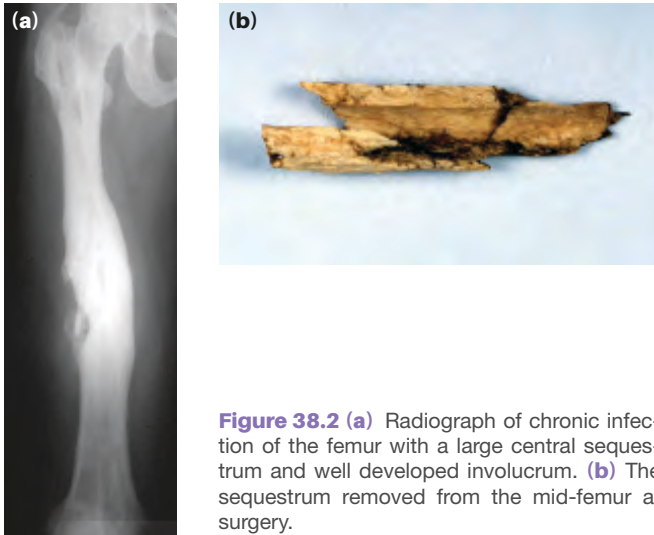 (a)
(b)
Figure 38.2 (a) Radiograph of chronic infec-
tion of the femur with a large central seques-
trum and well developed involucrum. (b) The
sequestrum removed from the mid-femur a
surgery.